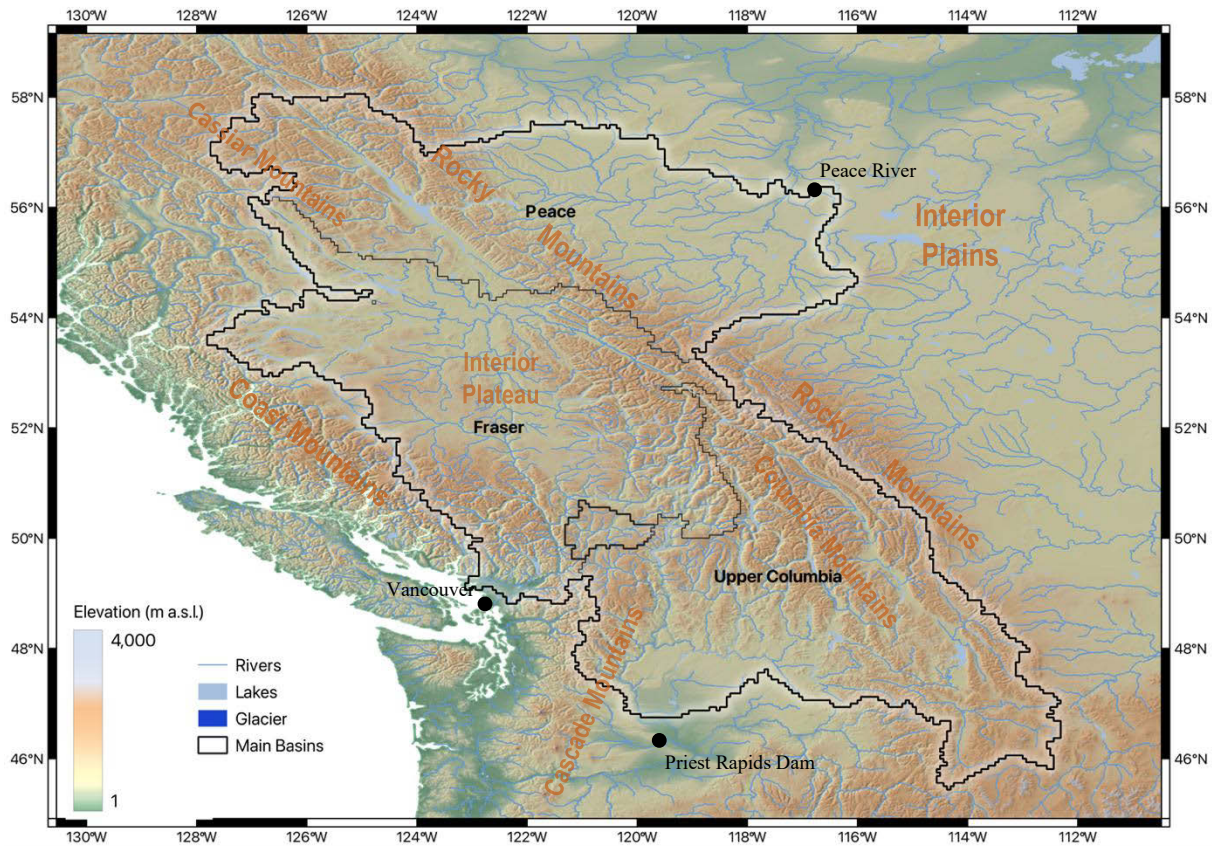 130°W 128°W 126°W 124°W 122°W 120°W 118°W 116°W 114°W 112°W
58°N 58°N
Cassiar Mountains
Rocky
Mountains
Peace River
Peace
56°N 56°N
Interior
Plains
54°N 54°N
Interior
Plateau
Fraser
Coast Mountains
Rocky
Mountains
52°N 52°N
Columbia Mountains
50°N 50°N
Upper Columbia
Vancouver
Elevation (m a.s.l.)
4,000
1
Rivers
Lakes
Glacier
Main Basins
48°N 48°N
Cascade Mountains
Priest Rapids Dam
46°N 46°N
130°W 128°W 126°W 124°W 122°W 120°W 118°W 116°W 114°W 112°W